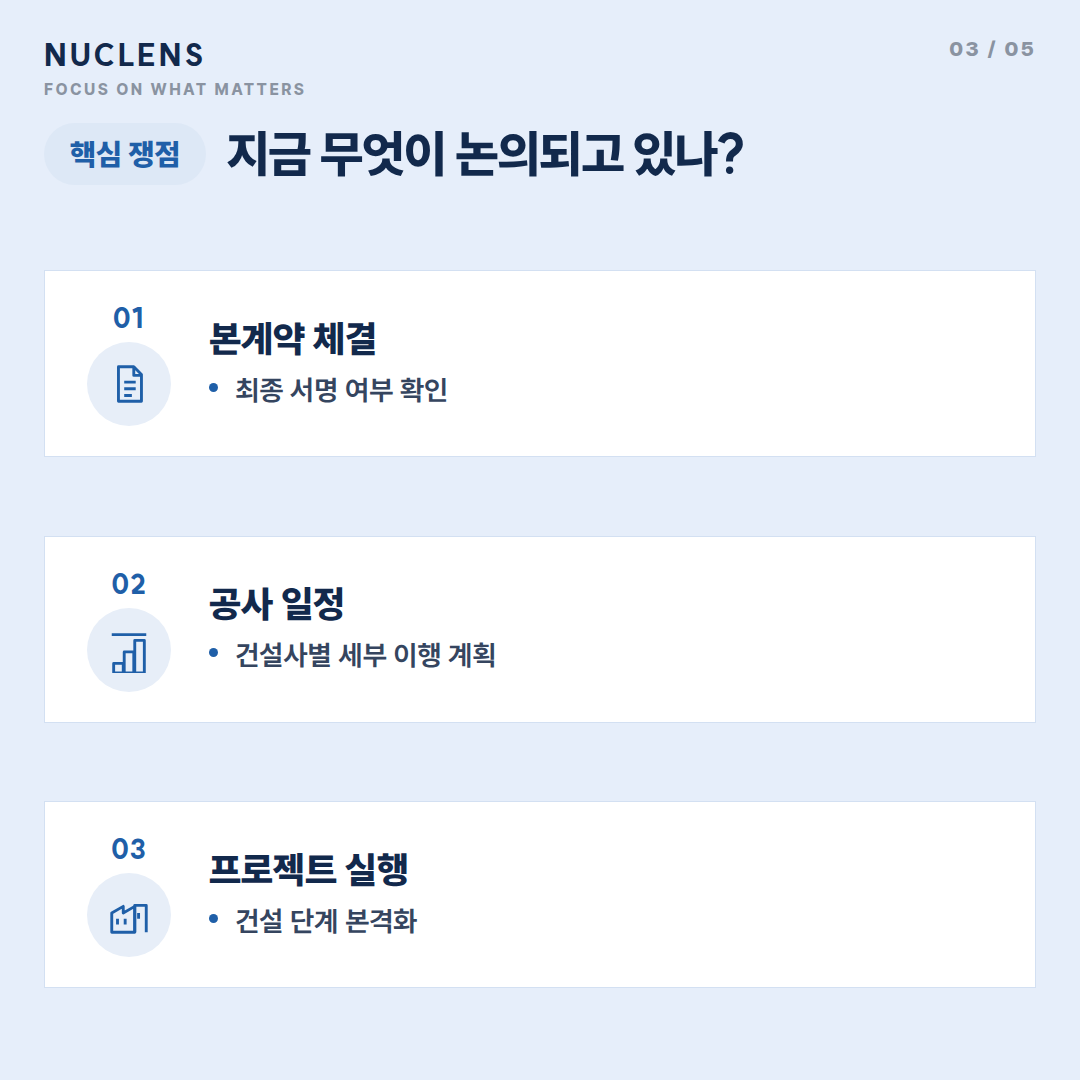 NUCLENS
03 / 05
FOCUS ON WHAT MATTERS
핵심 쟁점
지금 무엇이 논의되고 있나?
01
본계약 체결
• 최종 서명 여부 확인
02
공사 일정
• 건설사별 세부 이행 계획
03
프로젝트 실행
• 건설 단계 본격화